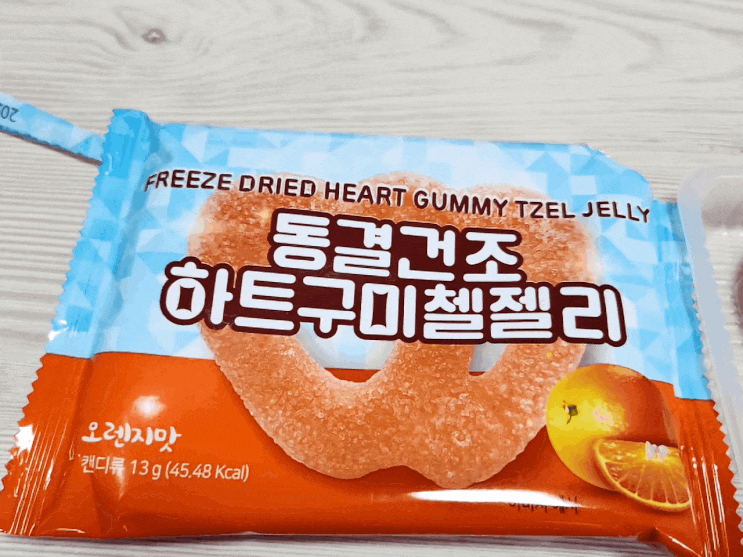 FREEZE DRIED HEART GUMMY TZEL JELLY
동결건조
하트구미첼젤리
오렌지맛
캔디류 13 g (45.48 Kcal)